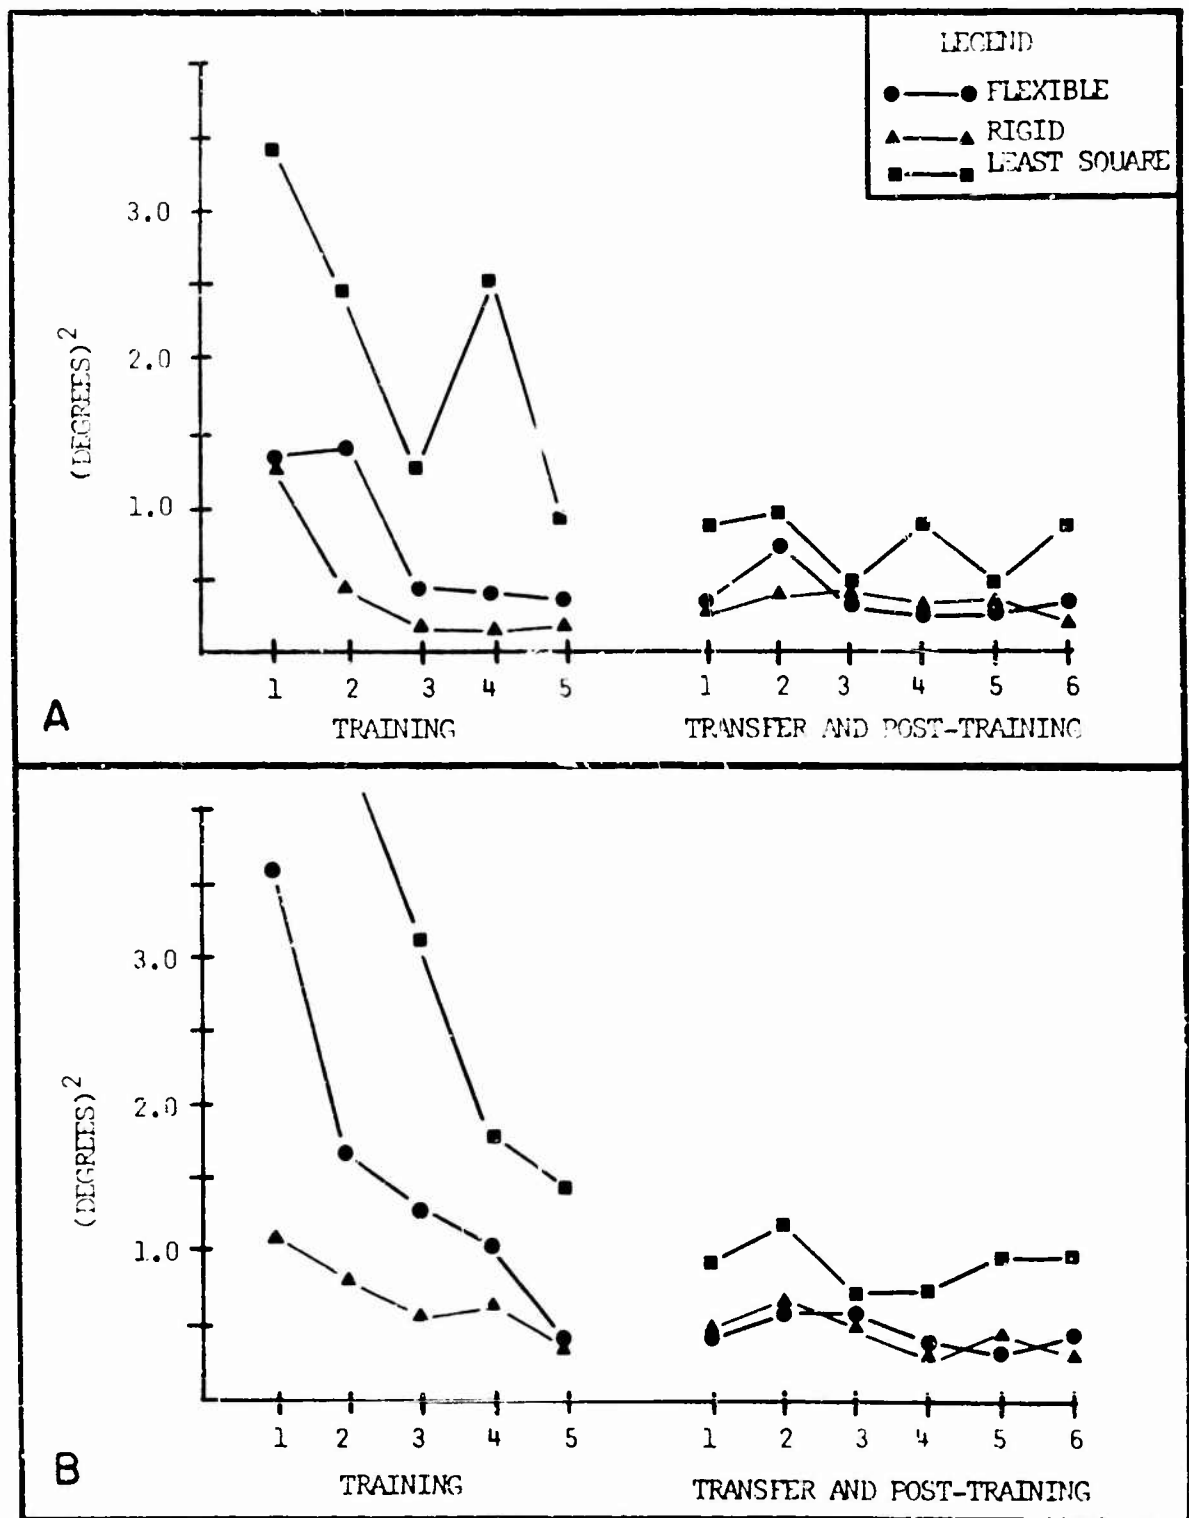 LEGEND
FLEXIBLE
RIGID
LEAST SQUARE
3.0
2.0
1.0
(DEGREES)2
1 2 3 4 5
1 2 3 4 5 6
A
TRAINING
TRANSFER AND POST-TRAINING
3.0
2.0
1.0
(DEGREES)2
1 2 3 4 5
1 2 3 4 5 6
B
TRAINING
TRANSFER AND POST-TRAINING